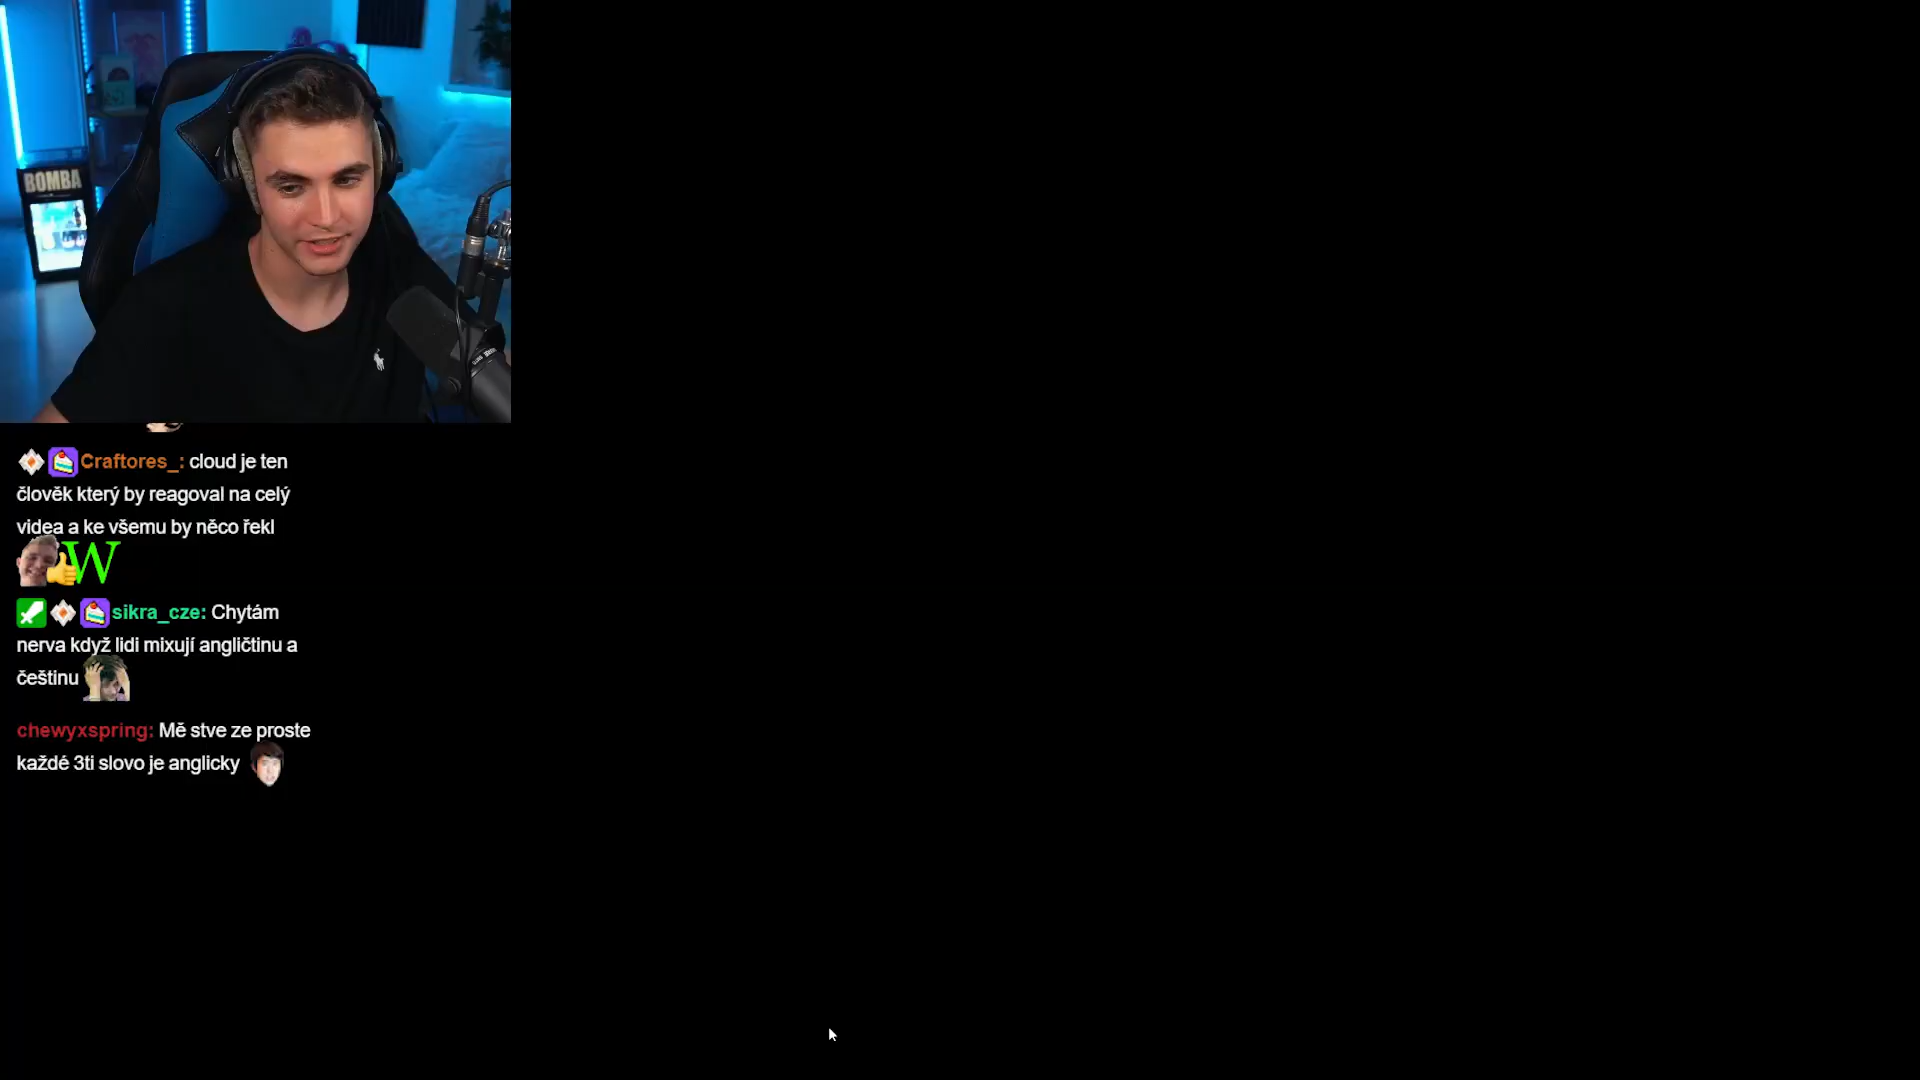 BOMBA
Craftores_: cloud je ten
člověk který by reagoval na celý
videa a ke všemu by něco řekl
W
sikra_cze: Chytám
nerva když lidi mixují angličtinu a
češtinu
chewyxspring: Mě stve ze proste
každé 3ti slovo je anglicky